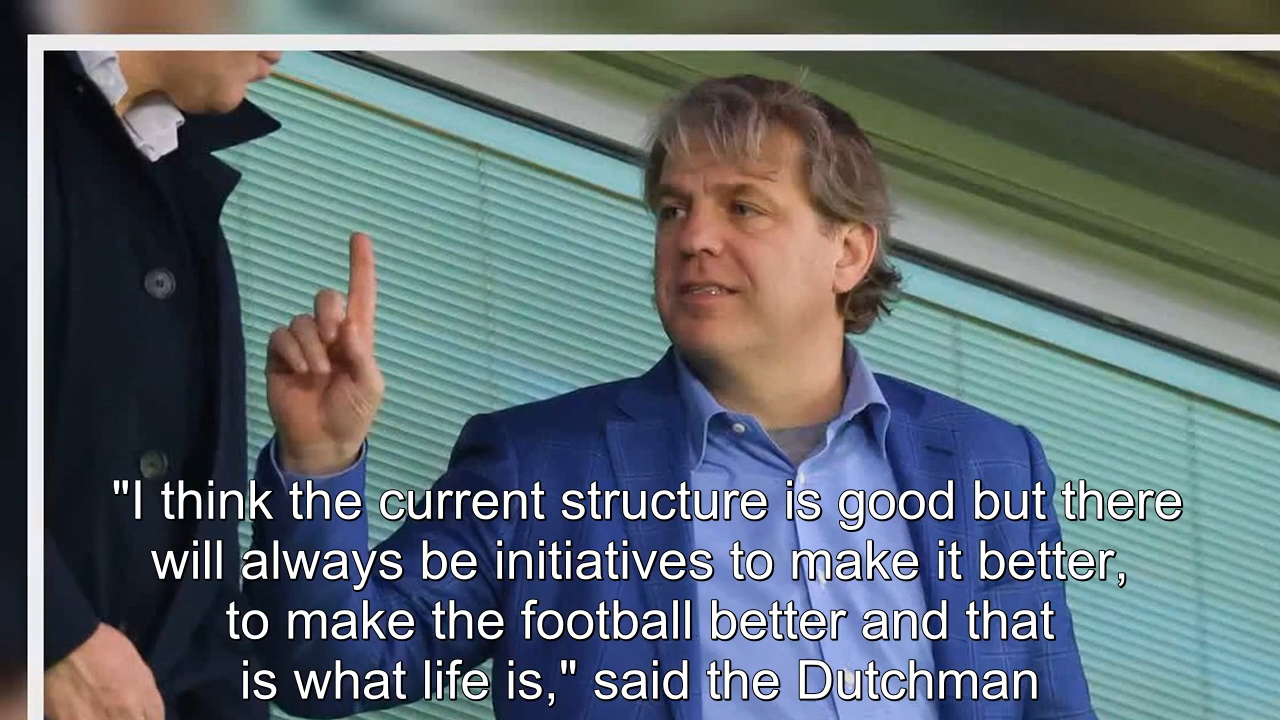 "I think the current structure is good but there
will always be initiatives to make it better,
to make the football better and that
is what life is," said the Dutchman